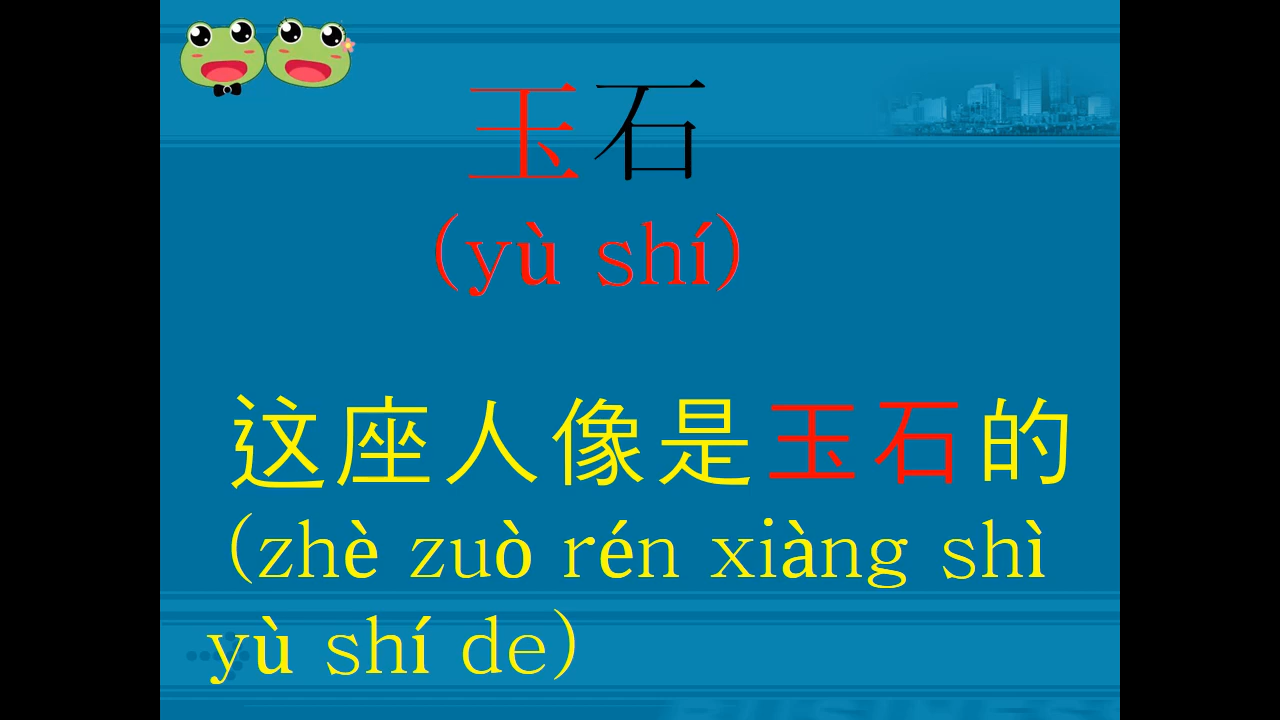 玉石
(yù shí)
这座人像是玉石的
(zhè zuò rén xiàng shì
yù shí de)
BUSINESS